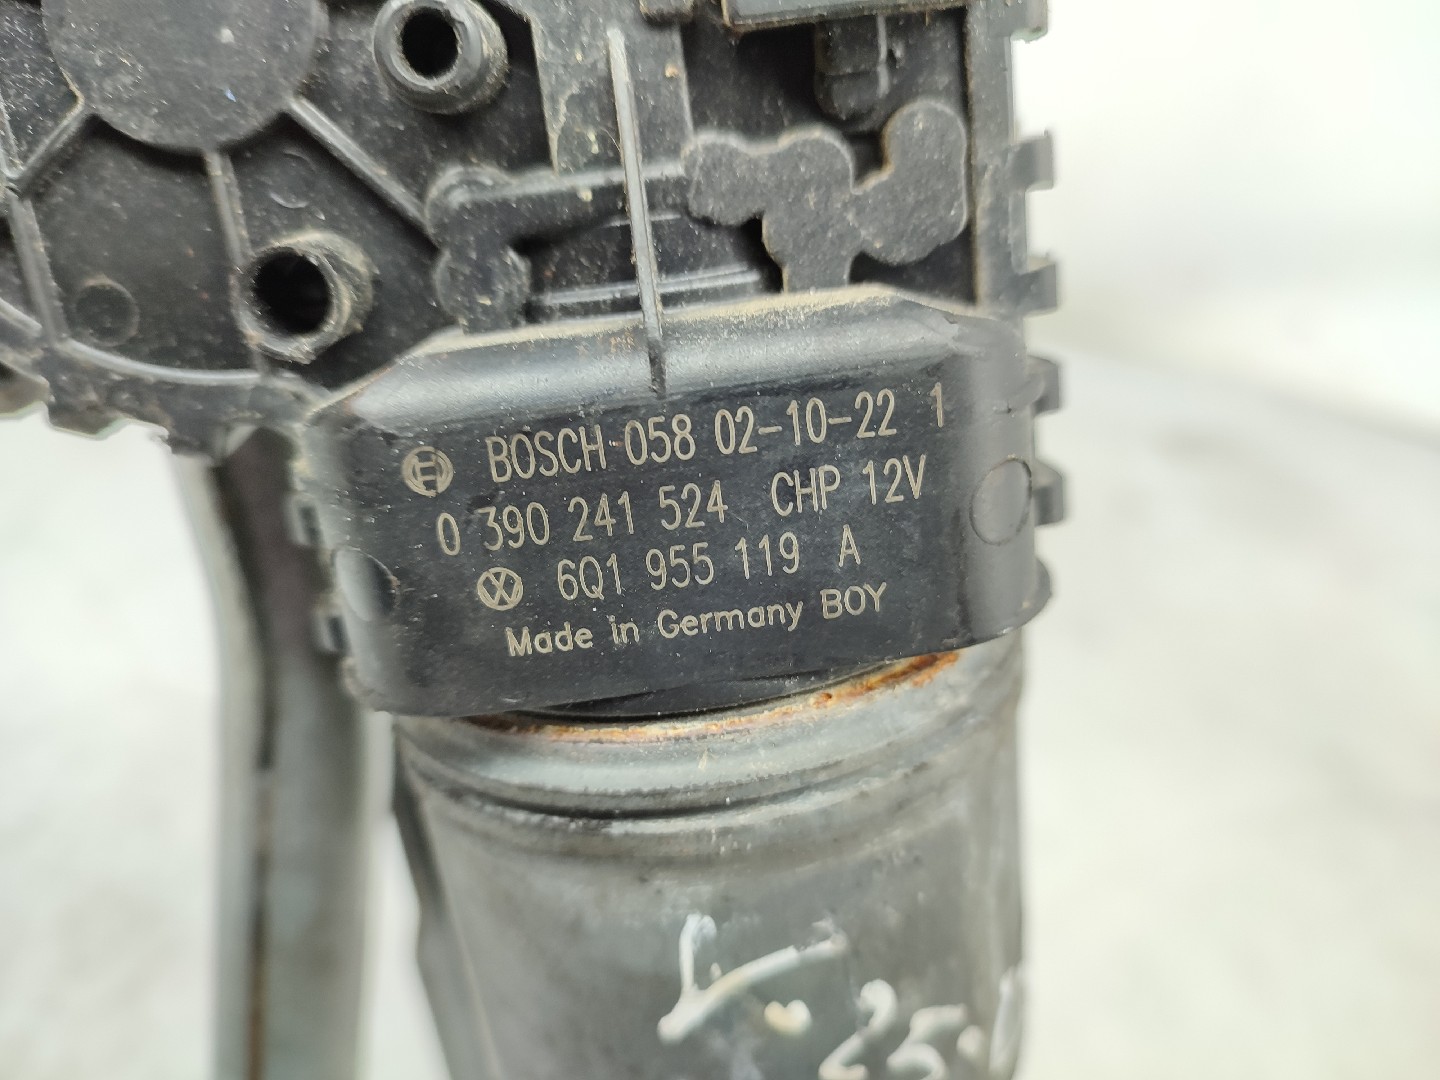 BOSCH 058 02-10-22 1
0 390 241 524 CHP 12V
6Q1 955 119 A
Made in Germany BOY
25.